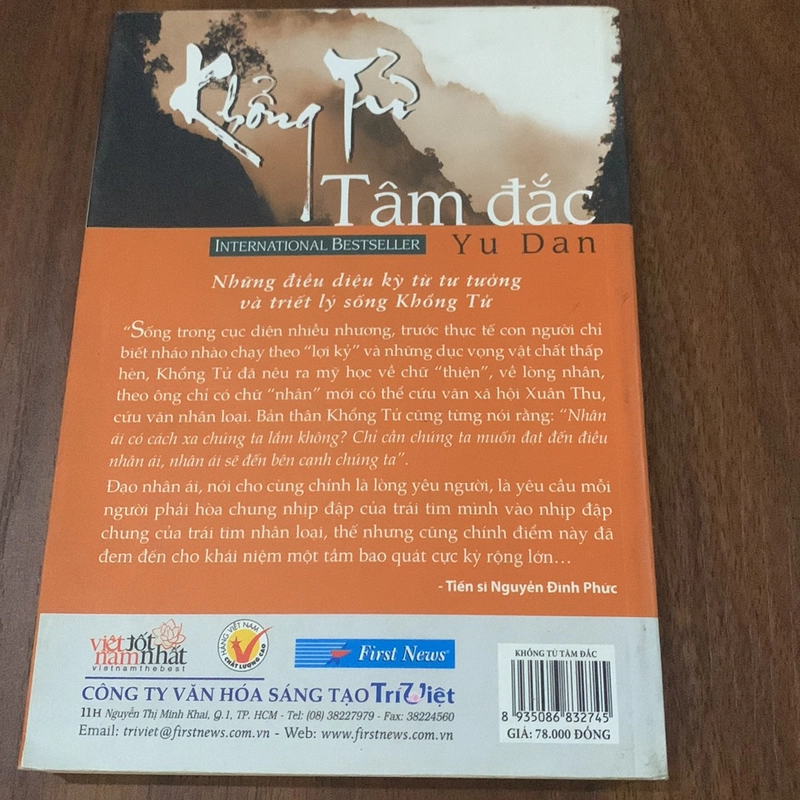 Khổng Tử
Tâm đắc
INTERNATIONAL BESTSELLER Yu Dan
Những điều diệu kỳ từ tư tưởng
và triết lý sống Khổng Tử
“Sống trong cục diện nhiễu nhương, trước thực tế con người chỉ
biết nháo nhào chạy theo “lợi kỷ” và những dục vọng vật chất thấp
hèn, Khổng Tử đã nêu ra mỹ học về chữ “thiện”, về lòng nhân,
theo ông chỉ có chữ “nhân” mới có thể cứu vãn xã hội Xuân Thu,
cứu vãn nhân loại. Bản thân Khổng Tử cũng từng nói rằng: “Nhân
ái có cách xa chúng ta lắm không? Chỉ cần chúng ta muốn đạt đến điều
nhân ái, nhân ái sẽ đến bên cạnh chúng ta”.
Đạo nhân ái, nói cho cùng chính là lòng yêu người, là yêu cầu mỗi
người phải hòa chung nhịp đập của trái tim mình vào nhịp đập
chung của trái tim nhân loại, thế nhưng cũng chính điểm này đã
đem đến cho khái niệm một tầm bao quát cực kỳ rộng lớn...
- Tiến sĩ Nguyễn Đình Phức
việt tốt
nam nhất
vietnamthebest
HÀNG VIỆT NAM
CHẤT LƯỢNG CAO
First News
CÔNG TY VĂN HÓA SÁNG TẠO Trí Việt
11H Nguyễn Thị Minh Khai, Q.1, TP. HCM - Tel: (08) 38227979 - Fax: 38224560
Email: triviet@firstnews.com.vn - Web: www.firstnews.com.vn
KHỔNG TỬ TÂM ĐẮC
8 935086 832745
GIÁ: 78.000 ĐỒNG